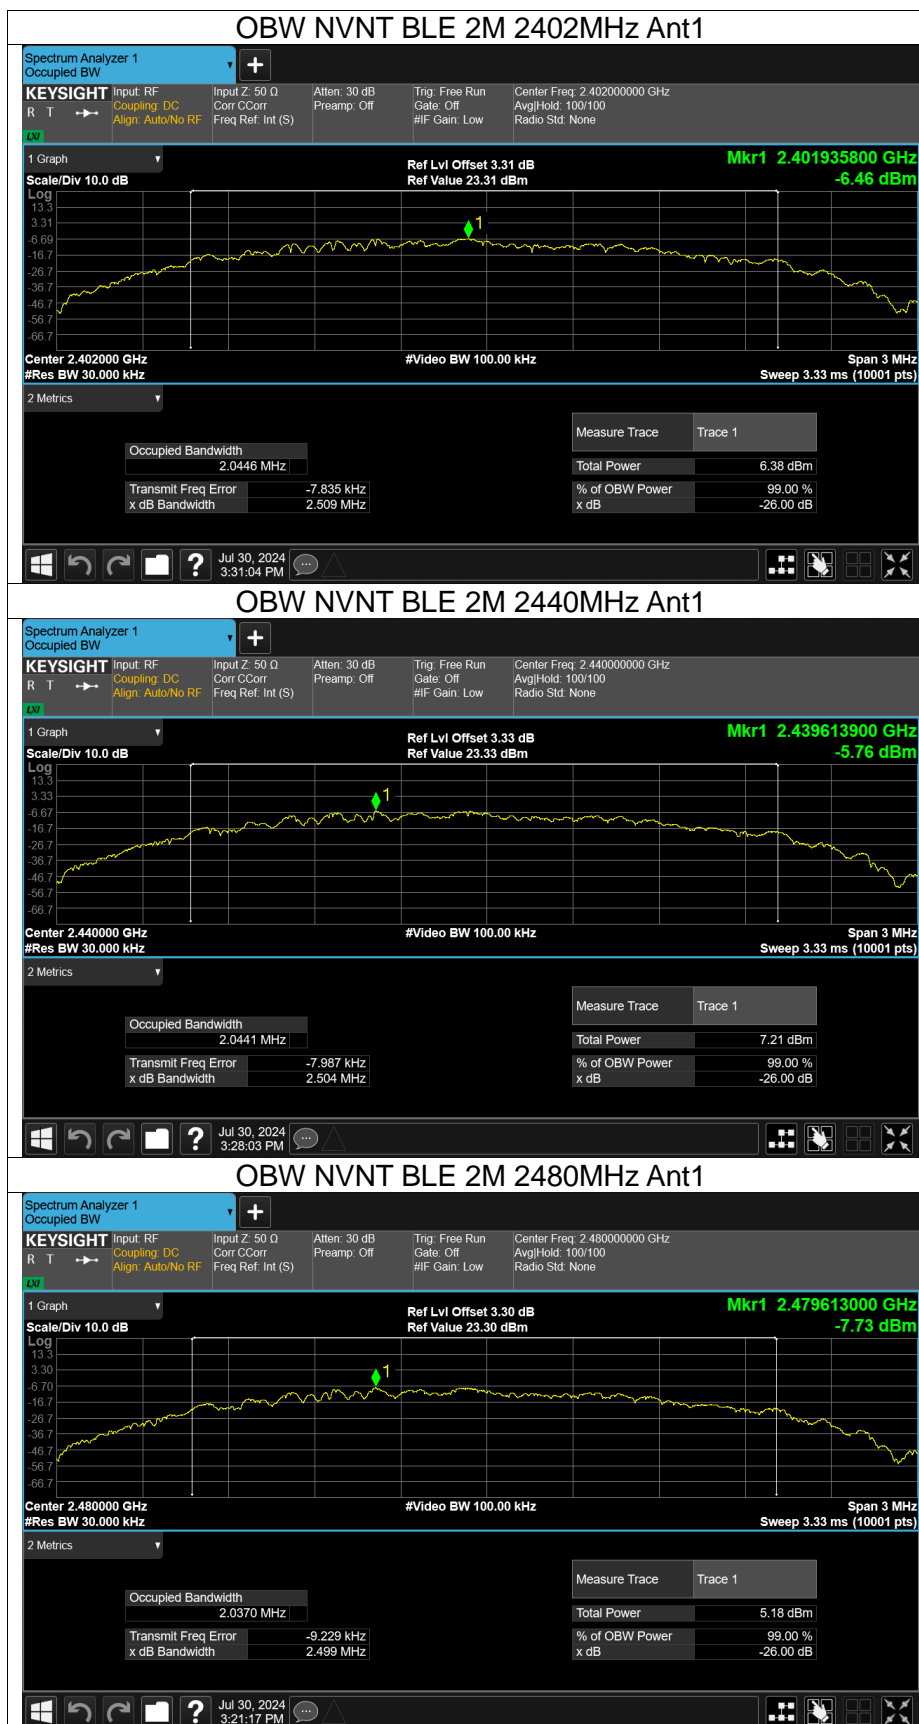 OBW NVNT BLE 2M 2402MHz Ant1
Spectrum Analyzer 1
Occupied BW
KEYSIGHT Input: RF Input Z: 50 Ω Atten: 30 dB Trig: Free Run Center Freq: 2.402000000 GHz
R T Coupling: DC Corr CCorr Preamp: Off Gate: Off Avg|Hold: 100/100
Align: Auto/No RF Freq Ref: Int (S) #IF Gain: Low Radio Std: None
LXI
1 Graph Ref Lvl Offset 3.31 dB Mkr1 2.401935800 GHz
Scale/Div 10.0 dB Ref Value 23.31 dBm -6.46 dBm
Log
13.3
3.31
1
-6.69
-16.7
-26.7
-36.7
-46.7
-56.7
-66.7
Center 2.402000 GHz #Video BW 100.00 kHz Span 3 MHz
#Res BW 30.000 kHz Sweep 3.33 ms (10001 pts)
2 Metrics
Measure Trace Trace 1
Occupied Bandwidth
2.0446 MHz Total Power 6.38 dBm
Transmit Freq Error -7.835 kHz % of OBW Power 99.00 %
x dB Bandwidth 2.509 MHz x dB -26.00 dB
Jul 30, 2024
3:31:04 PM
OBW NVNT BLE 2M 2440MHz Ant1
Spectrum Analyzer 1
Occupied BW
KEYSIGHT Input: RF Input Z: 50 Ω Atten: 30 dB Trig: Free Run Center Freq: 2.440000000 GHz
R T Coupling: DC Corr CCorr Preamp: Off Gate: Off Avg|Hold: 100/100
Align: Auto/No RF Freq Ref: Int (S) #IF Gain: Low Radio Std: None
LXI
1 Graph Ref Lvl Offset 3.33 dB Mkr1 2.439613900 GHz
Scale/Div 10.0 dB Ref Value 23.33 dBm -5.76 dBm
Log
13.3
3.33
1
-6.67
-16.7
-26.7
-36.7
-46.7
-56.7
-66.7
Center 2.440000 GHz #Video BW 100.00 kHz Span 3 MHz
#Res BW 30.000 kHz Sweep 3.33 ms (10001 pts)
2 Metrics
Measure Trace Trace 1
Occupied Bandwidth
2.0441 MHz Total Power 7.21 dBm
Transmit Freq Error -7.987 kHz % of OBW Power 99.00 %
x dB Bandwidth 2.504 MHz x dB -26.00 dB
Jul 30, 2024
3:28:03 PM
OBW NVNT BLE 2M 2480MHz Ant1
Spectrum Analyzer 1
Occupied BW
KEYSIGHT Input: RF Input Z: 50 Ω Atten: 30 dB Trig: Free Run Center Freq: 2.480000000 GHz
R T Coupling: DC Corr CCorr Preamp: Off Gate: Off Avg|Hold: 100/100
Align: Auto/No RF Freq Ref: Int (S) #IF Gain: Low Radio Std: None
LXI
1 Graph Ref Lvl Offset 3.30 dB Mkr1 2.479613000 GHz
Scale/Div 10.0 dB Ref Value 23.30 dBm -7.73 dBm
Log
13.3
3.30
1
-6.70
-16.7
-26.7
-36.7
-46.7
-56.7
-66.7
Center 2.480000 GHz #Video BW 100.00 kHz Span 3 MHz
#Res BW 30.000 kHz Sweep 3.33 ms (10001 pts)
2 Metrics
Measure Trace Trace 1
Occupied Bandwidth
2.0370 MHz Total Power 5.18 dBm
Transmit Freq Error -9.229 kHz % of OBW Power 99.00 %
x dB Bandwidth 2.499 MHz x dB -26.00 dB
Jul 30, 2024
3:21:17 PM